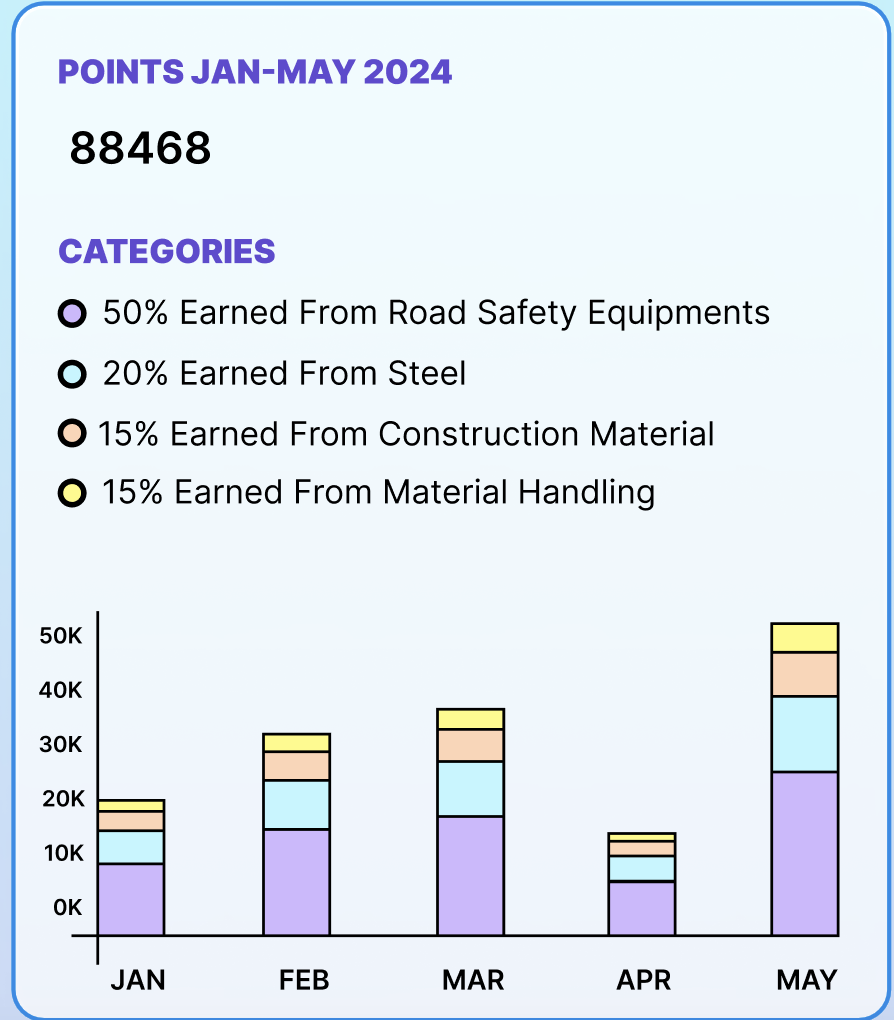 POINTS JAN-MAY 2024
88468
CATEGORIES
50% Earned From Road Safety Equipments
20% Earned From Steel
15% Earned From Construction Material
15% Earned From Material Handling
50K
40K
30K
20K
10K
0K
JAN FEB MAR APR MAY